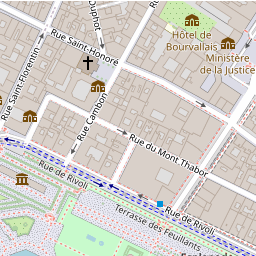 Duphot
Hôtel de
Bourvallais
Rue Saint-Honoré
Ministère
de la Justice
Rue Saint-Florentin
Rue Cambon
Rue du Mont Thabor
Rue de Rivoli
Rue de Rivoli
Terrasse des Feuillants